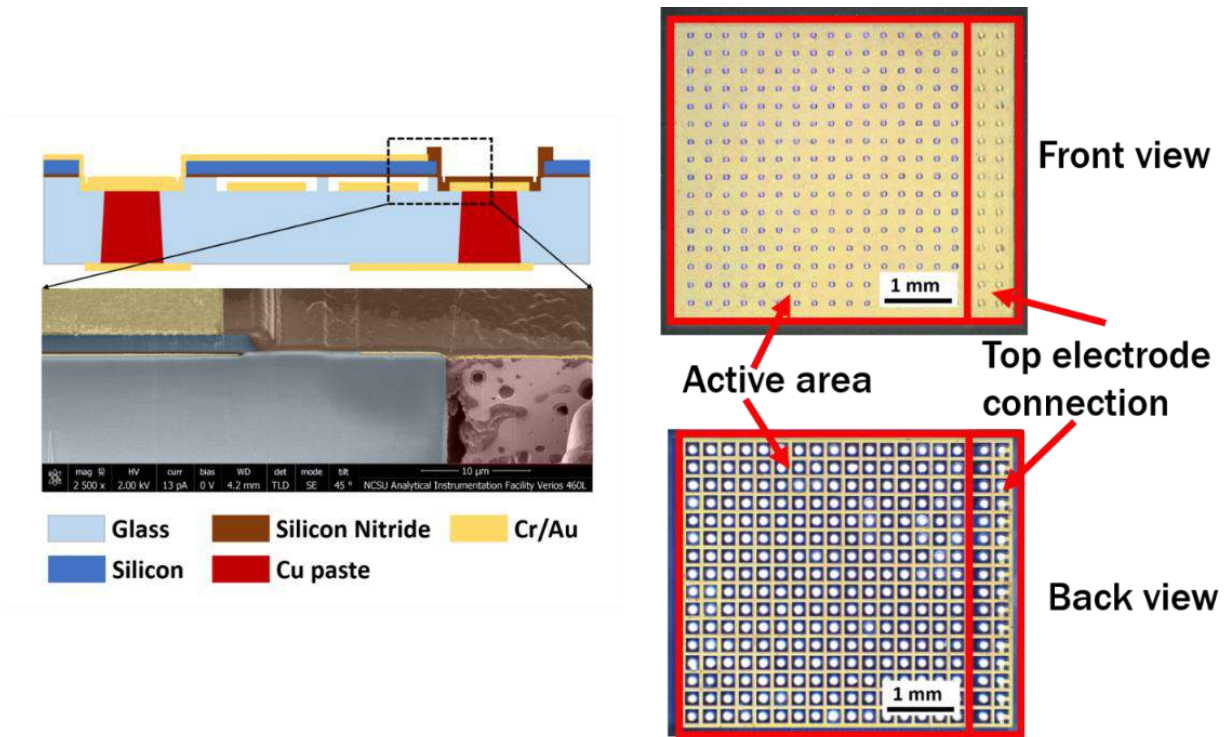 mag
HV
curr
bias
WD
det
mode
tilt
10 µm
2 500 x
2.00 kV
13 pA
0 V
4.2 mm
TLD
SE
45 °
NCSU Analytical Instrumentation Facility Verios 460L
Glass
Silicon Nitride
Cr/Au
Silicon
Cu paste
Front view
1 mm
Active area
Top electrode
connection
Back view
1 mm